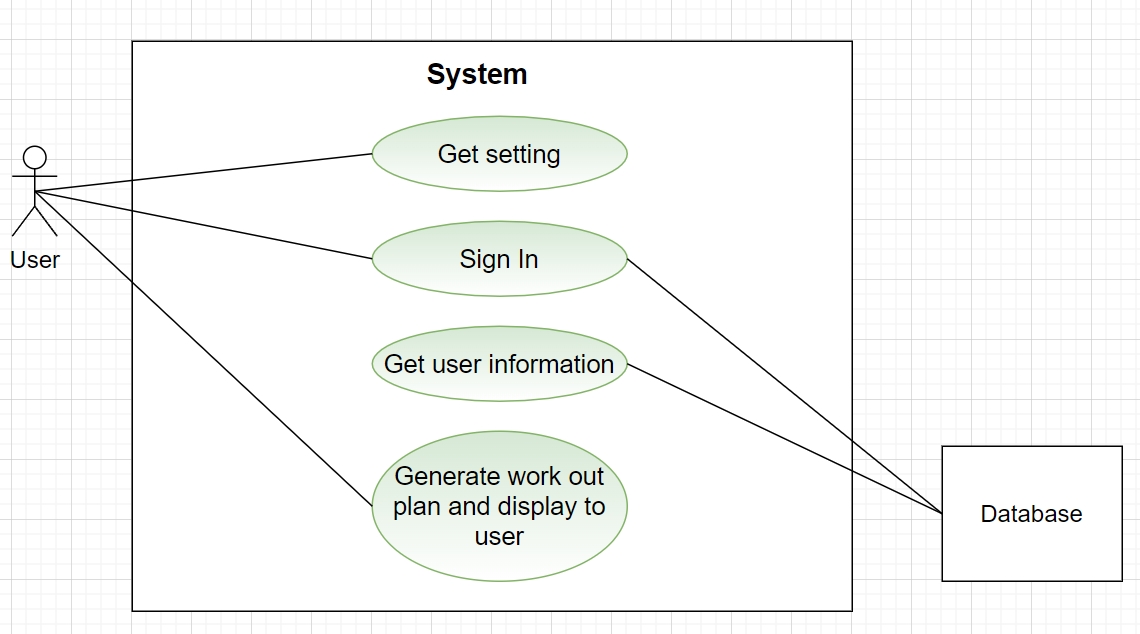 System
Get setting
Sign In
User
Get user information
Generate work out
plan and display to
user
Database